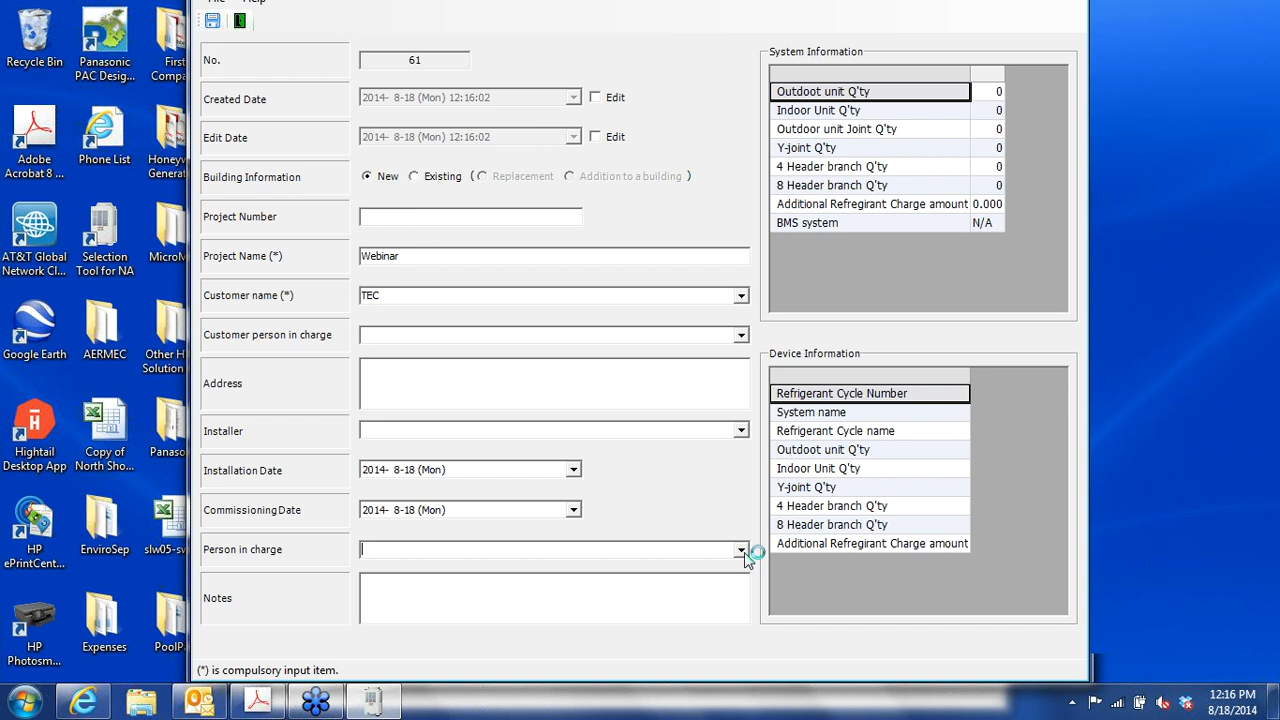 Recycle Bin
Panasonic
PAC Desig...
First
Compa...
Adobe
Acrobat 8 ...
Phone List
Honeyw
Generat
AT&T Global
Network Cl...
Selection
Tool for NA
MicroM
Google Earth
AERMEC
Other H
Solution
Hightail
Desktop App
Copy of
North Sho...
Panaso
HP
ePrintCent...
EnviroSep
slw05-sv
HP
Photosm...
Expenses
PoolPa
Help
No.
61
Created Date
2014- 8-18 (Mon) 12:16:02
Edit
Edit Date
2014- 8-18 (Mon) 12:16:02
Edit
Building Information
New
Existing
(
Replacement
Addition to a building
)
Project Number
Project Name (*)
Webinar
Customer name (*)
TEC
Customer person in charge
Address
Installer
Installation Date
2014- 8-18 (Mon)
Commissioning Date
2014- 8-18 (Mon)
Person in charge
Notes
(*) is compulsory input item.
System Information
Outdoot unit Q'ty 0
Indoor Unit Q'ty 0
Outdoor unit Joint Q'ty 0
Y-joint Q'ty 0
4 Header branch Q'ty 0
8 Header branch Q'ty 0
Additional Refregirant Charge amount 0.000
BMS system N/A
Device Information
Refrigerant Cycle Number
System name
Refrigerant Cycle name
Outdoot unit Q'ty
Indoor Unit Q'ty
Y-joint Q'ty
4 Header branch Q'ty
8 Header branch Q'ty
Additional Refregirant Charge amount
12:16 PM
8/18/2014